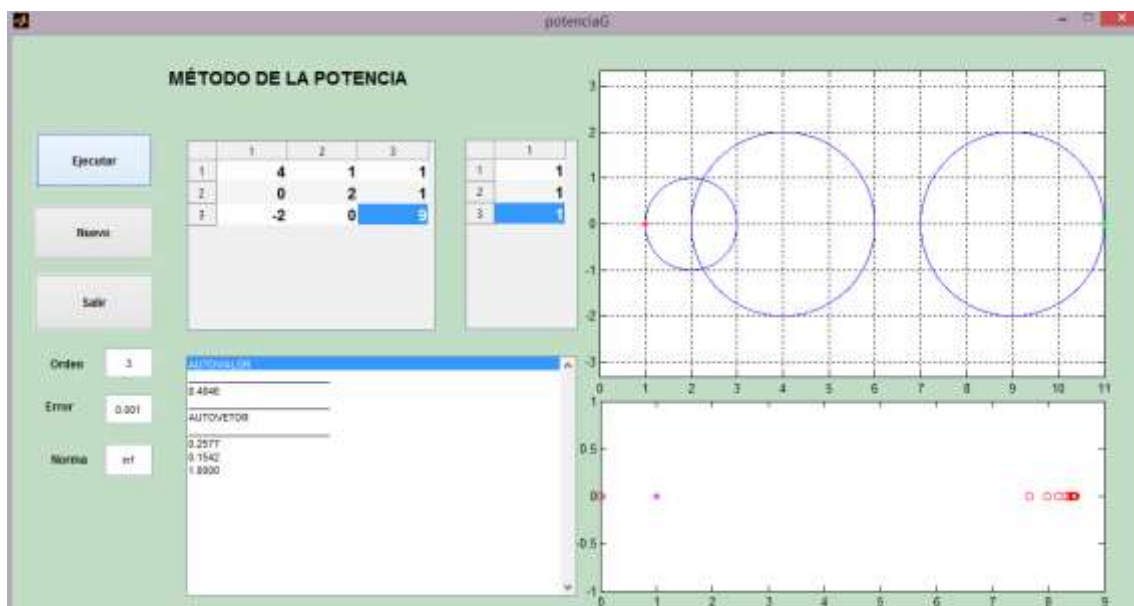 potenciaG
MÉTODO DE LA POTENCIA
Ejecutar
Nuevo
Salir
1 2 3
1 4 1 1
2 0 2 1
3 -2 0 9
1
1 1
2 1
3 1
Orden 3
Error 0.001
Norma inf
AUTOVALOR
AUTOVETOR
0.2577
0.1542
3
2
1
0
-1
-2
-3
0 1 2 3 4 5 6 7 8 9 10 11
1
0.5
0
-0.5
-1
0 1 2 3 4 5 6 7 8 9